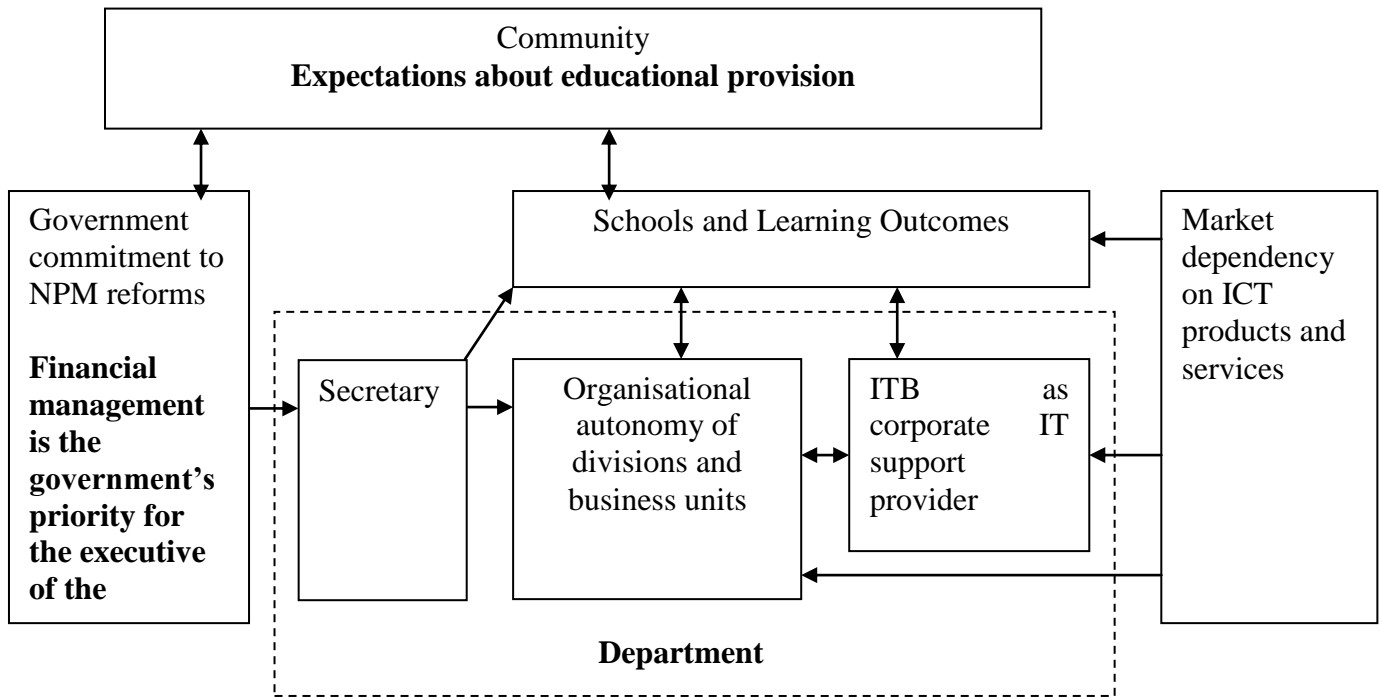 Community
Expectations about educational provision
Government
commitment to
NPM reforms
Financial
management
is the
government’s
priority for
the executive
of the
Schools and Learning Outcomes
Market
dependency
on ICT
products and
services
Secretary
Organisational
autonomy of
divisions and
business units
ITB as
corporate IT
support
provider
Department